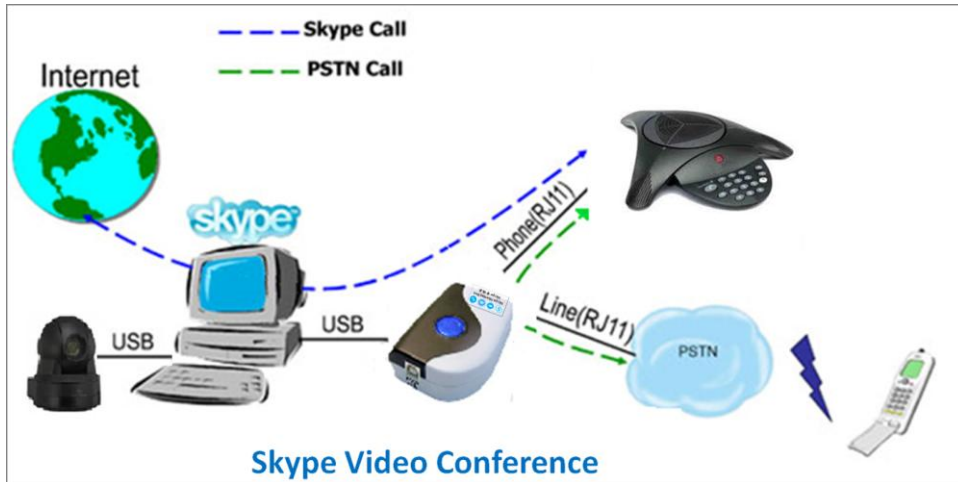 Skype Call
PSTN Call
Internet
skype
Phone(RJ11)
Line(RJ11)
USB
USB
PSTN
Skype Video Conference